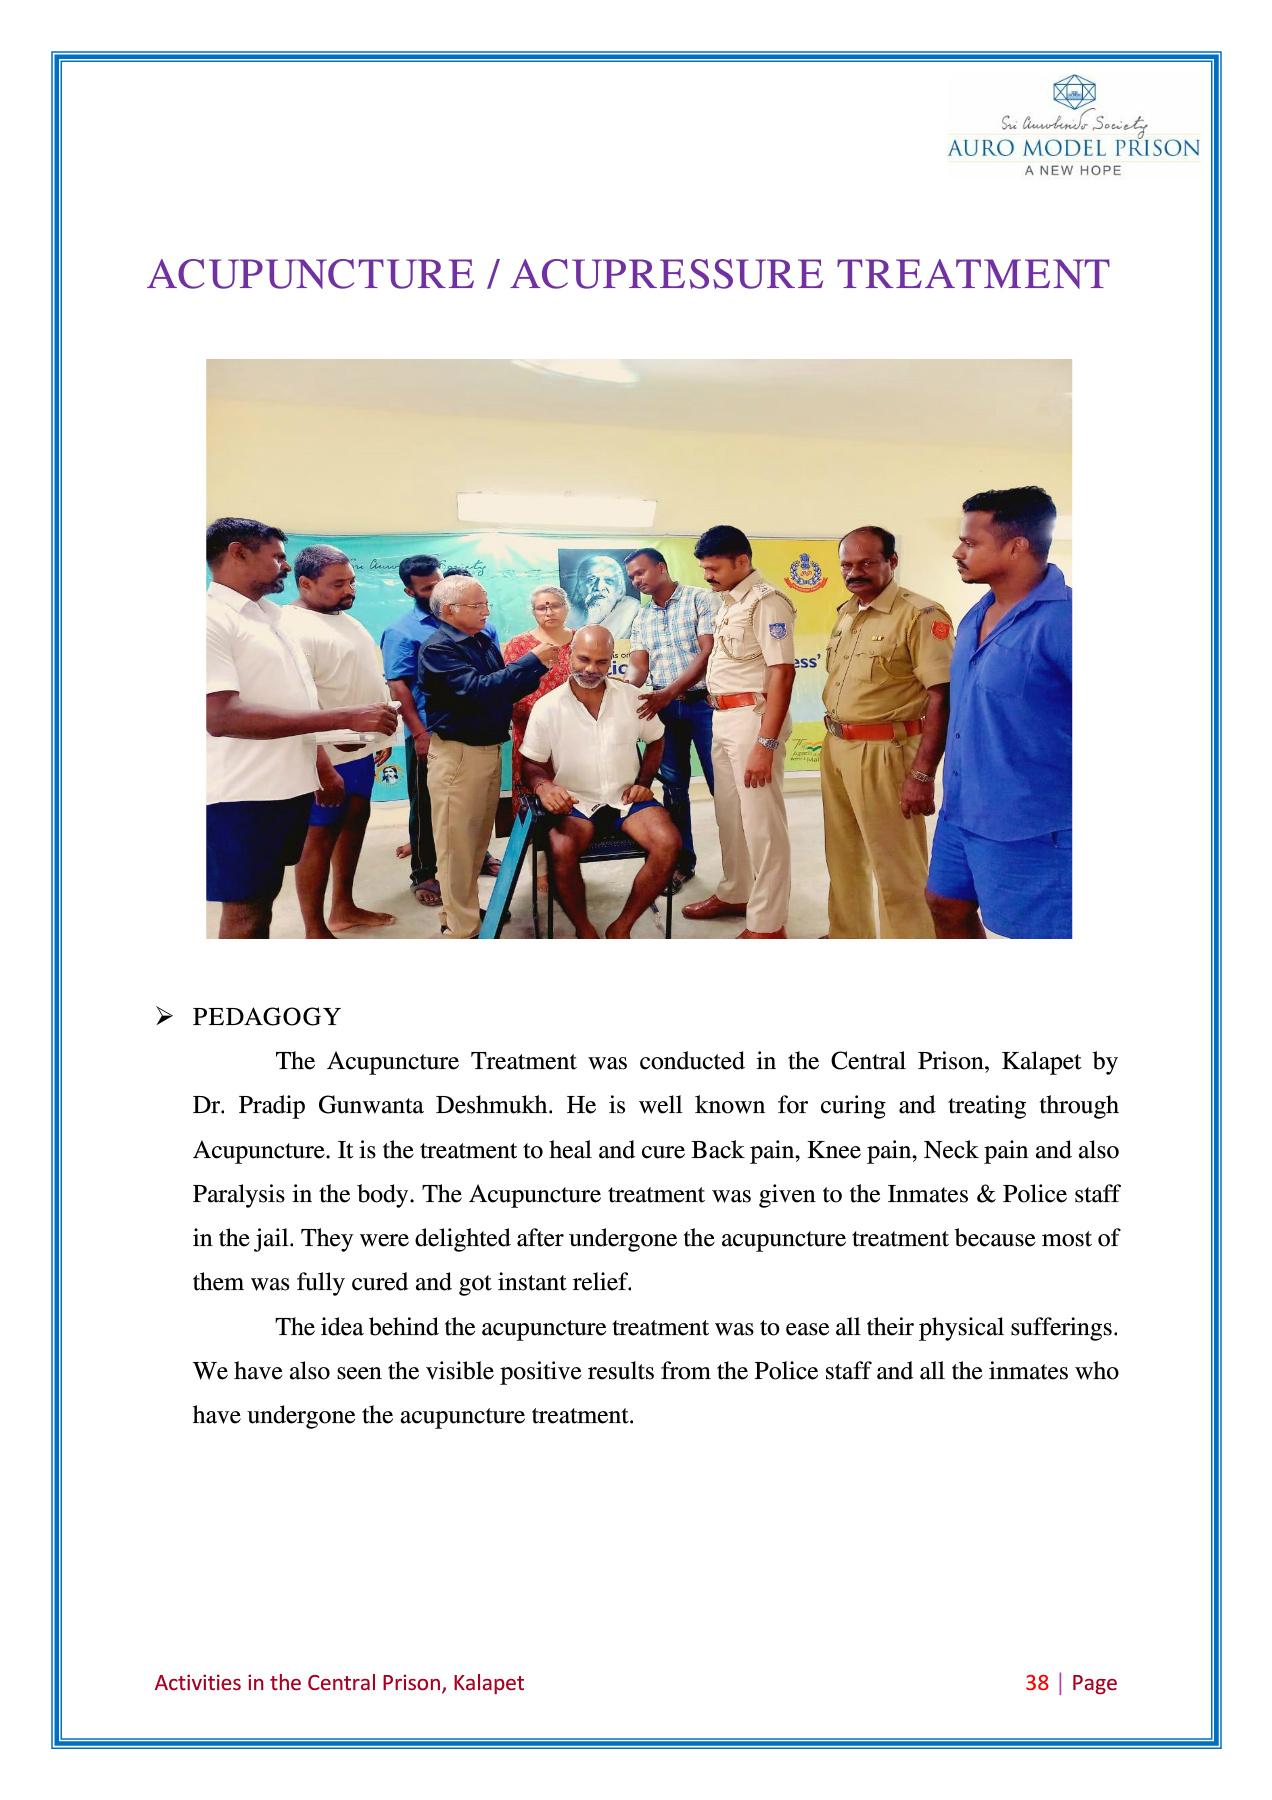 Sri Aurobindo Society
AURO MODEL PRISON
A NEW HOPE
ACUPUNCTURE / ACUPRESSURE TREATMENT
Society
ess'
➢ PEDAGOGY
The Acupuncture Treatment was conducted in the Central Prison, Kalapet by
Dr. Pradip Gunwanta Deshmukh. He is well known for curing and treating through
Acupuncture. It is the treatment to heal and cure Back pain, Knee pain, Neck pain and also
Paralysis in the body. The Acupuncture treatment was given to the Inmates & Police staff
in the jail. They were delighted after undergone the acupuncture treatment because most of
them was fully cured and got instant relief.
The idea behind the acupuncture treatment was to ease all their physical sufferings.
We have also seen the visible positive results from the Police staff and all the inmates who
have undergone the acupuncture treatment.
Activities in the Central Prison, Kalapet 38 | Page